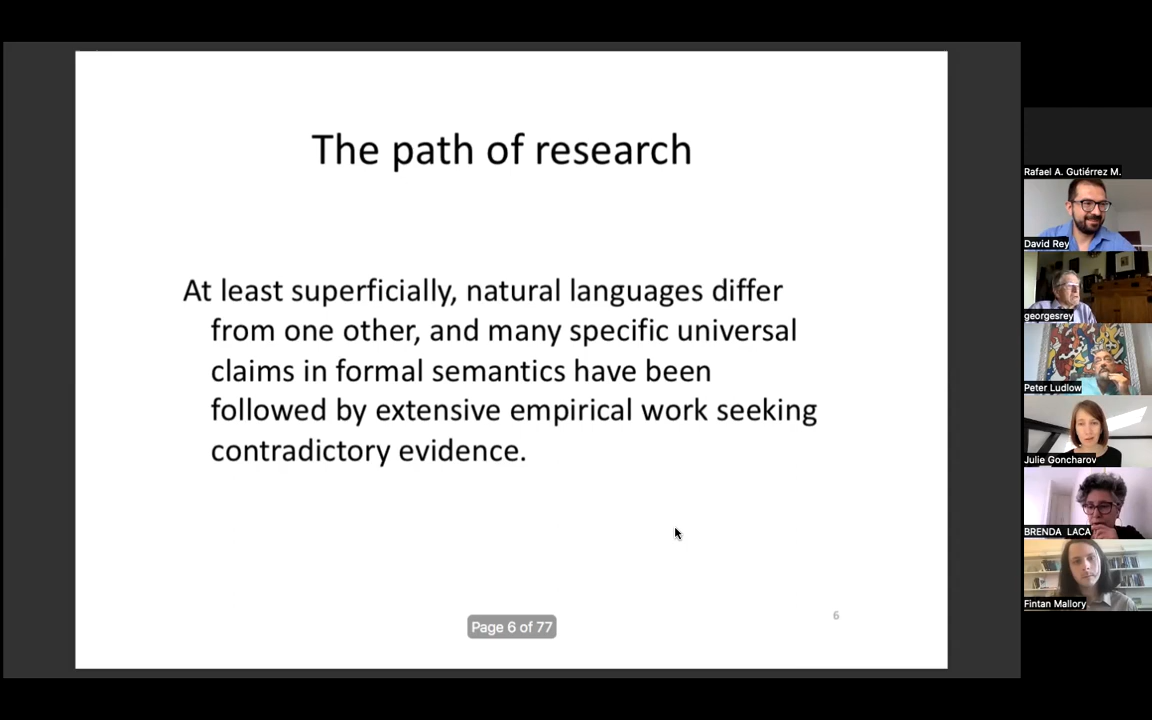 The path of research
At least superficially, natural languages differ
from one other, and many specific universal
claims in formal semantics have been
followed by extensive empirical work seeking
contradictory evidence.
6
Page 6 of 77
Rafael A. Gutiérrez M.
David Rey
georgesrey
Peter Ludlow
Julie Goncharov
BRENDA LACA
Fintan Mallory